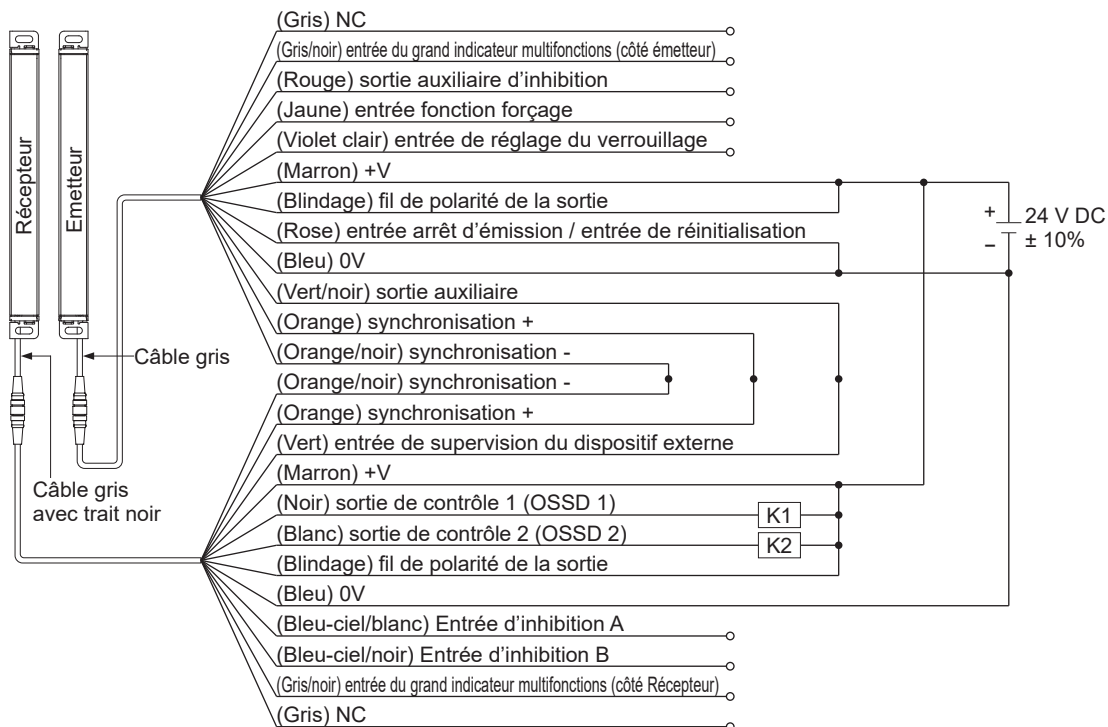 Récepteur
Emetteur
Câble gris
Câble gris
avec trait noir
(Gris) NC
(Gris/noir) entrée du grand indicateur multifonctions (côté émetteur)
(Rouge) sortie auxiliaire d'inhibition
(Jaune) entrée fonction forçage
(Violet clair) entrée de réglage du verrouillage
(Marron) +V
(Blindage) fil de polarité de la sortie
(Rose) entrée arrêt d'émission / entrée de réinitialisation
(Bleu) 0V
(Vert/noir) sortie auxiliaire
(Orange) synchronisation +
(Orange/noir) synchronisation -
(Orange/noir) synchronisation -
(Orange) synchronisation +
(Vert) entrée de supervision du dispositif externe
(Marron) +V
(Noir) sortie de contrôle 1 (OSSD 1)
K1
(Blanc) sortie de contrôle 2 (OSSD 2)
K2
(Blindage) fil de polarité de la sortie
(Bleu) 0V
(Bleu-ciel/blanc) Entrée d'inhibition A
(Bleu-ciel/noir) Entrée d'inhibition B
(Gris/noir) entrée du grand indicateur multifonctions (côté Récepteur)
(Gris) NC
+
24 V DC
–
± 10%